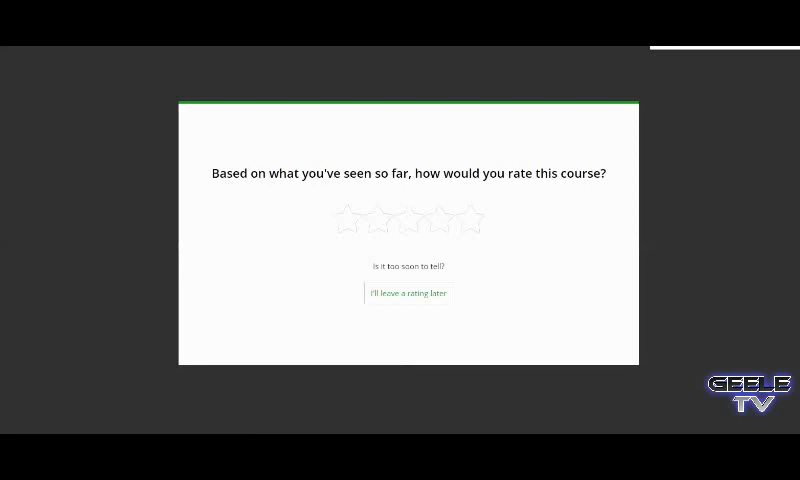 Based on what you've seen so far, how would you rate this course?
Is it too soon to tell?
I'll leave a rating later
GEELE
TV